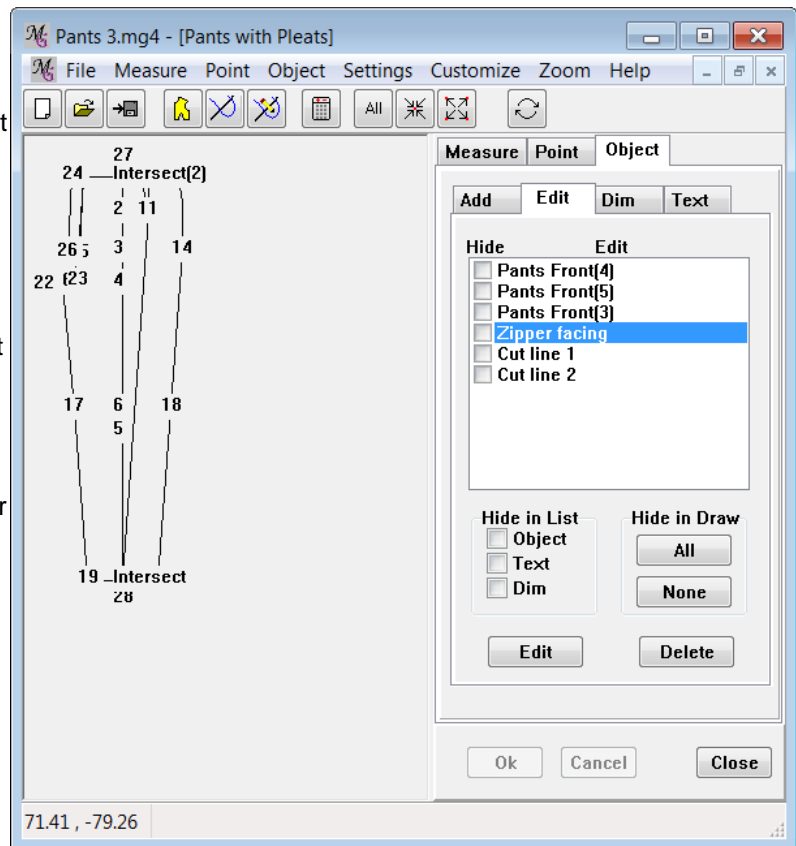 Pants 3.mg4 - [Pants with Pleats]
File Measure Point Object Settings Customize Zoom Help
All
t
27
24 Intersect(2)
2 11
26 5 3 14
22 23 4
t
17 6 18
5
r
19 Intersect
28
Measure Point Object
Add Edit Dim Text
Hide Edit
Pants Front(4)
Pants Front(5)
Pants Front(3)
Zipper facing
Cut line 1
Cut line 2
Hide in List Hide in Draw
Object
All
Text
Dim
None
Edit Delete
Ok Cancel Close
71.41 , -79.26